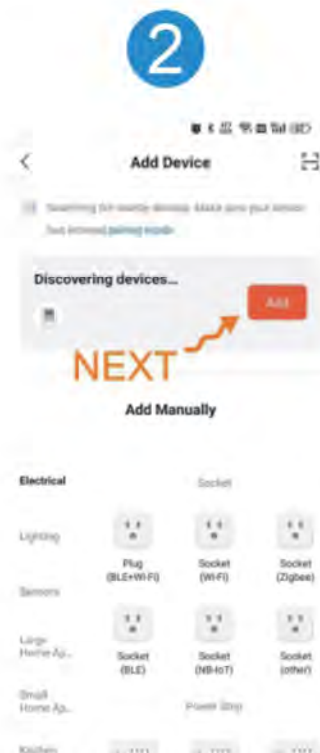 2
Add Device
Searching for nearby devices. Make sure your device
has entered pairing mode.
Discovering devices...
Add
NEXT
Add Manually
Electrical
Socket
Lighting
Plug
(BLE+Wi-Fi)
Socket
(Wi-Fi)
Socket
(Zigbee)
Sensors
Large
Home Ap...
Socket
(BLE)
Socket
(NB-IoT)
Socket
(other)
Small
Home Ap...
Power Strip
Kitchen